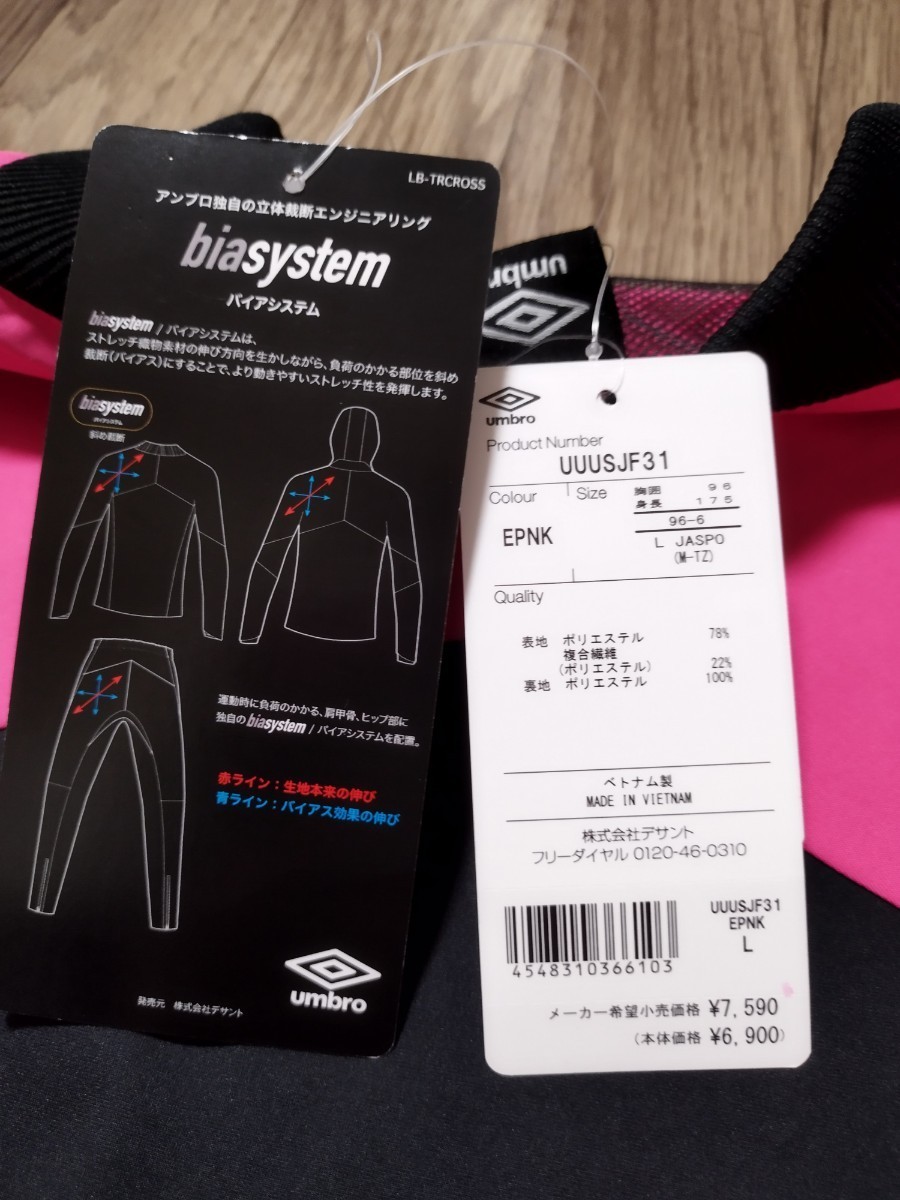 LB-TRCROSS
アンブロ独自の立体裁断エンジニアリング
biasystem
バイアシステム
biasystem / バイアシステムは、
ストレッチ織物素材の伸び方向を生かしながら、負荷のかかる部位を斜め
裁断(バイアス)にすることで、より動きやすいストレッチ性を発揮します。
biasystem
バイアシステム
斜め裁断
運動時に負荷のかかる、肩甲骨、ヒップ部に
独自のbiasystem / バイアシステムを配置。
赤ライン:生地本来の伸び
青ライン:バイアス効果の伸び
umbro
発売元 株式会社デサント
umbro
umbro
Product Number
UUUSJF31
Colour
Size
胸囲 96
身長 175
EPNK
96-6
L JASPO
(M-TZ)
Quality
表地 ポリエステル 78%
複合繊維
(ポリエステル) 22%
裏地 ポリエステル 100%
ベトナム製
MADE IN VIETNAM
株式会社デサント
フリーダイヤル 0120-46-0310
UUUSJF31
EPNK
L
4548310366103
メーカー希望小売価格 ¥7,590
(本体価格 ¥6,900)